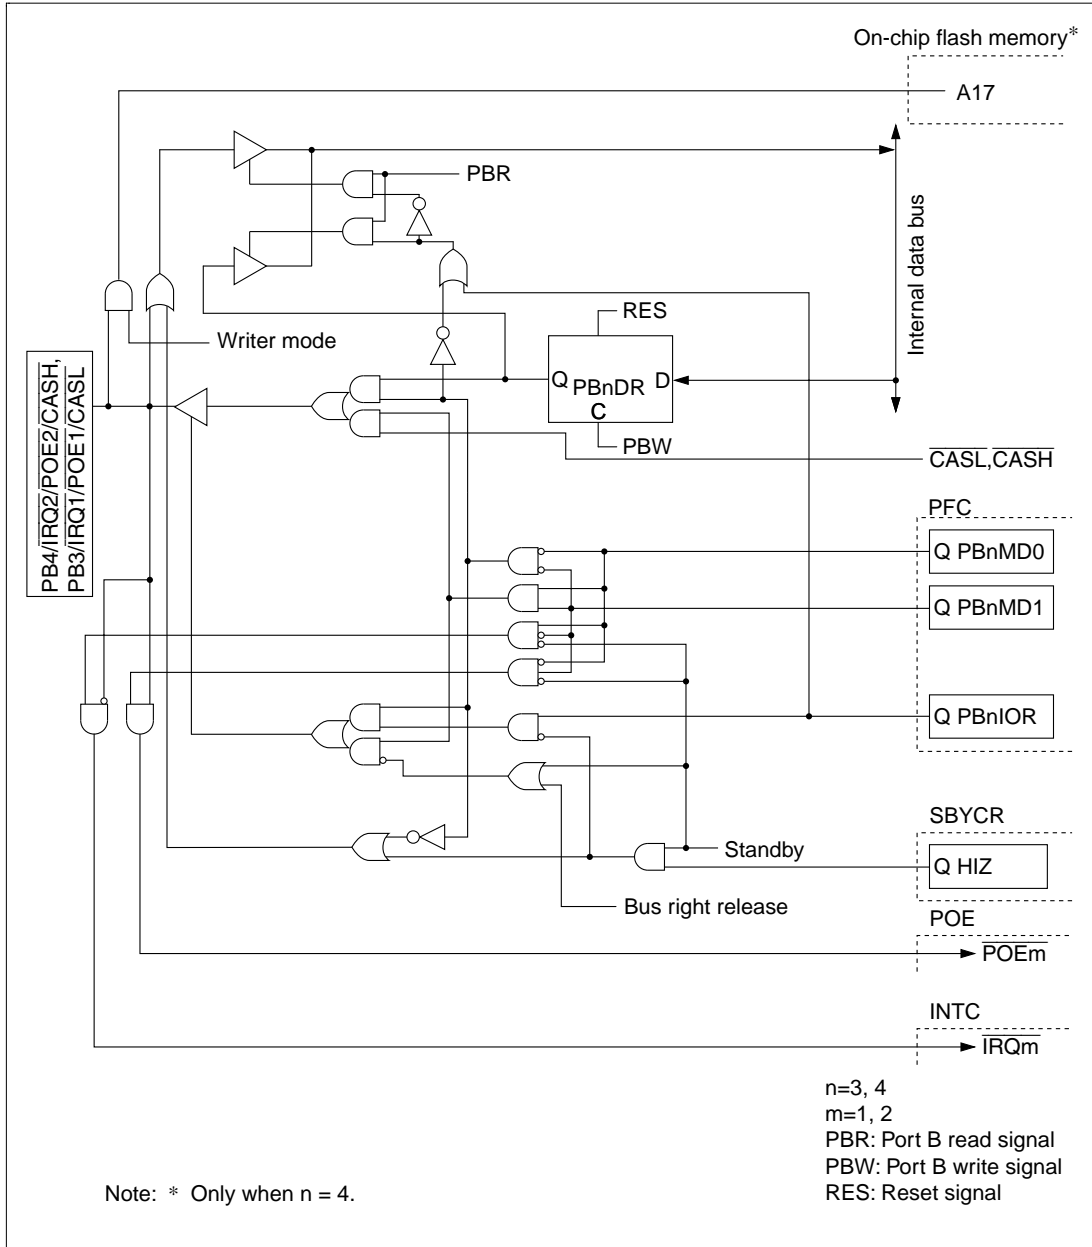 On-chip flash memory*
A17
PBR
Internal data bus
RES
Writer mode
Q PBnDR D
C
PBW
PB4/IRQ2/POE2/CASH,
PB3/IRQ1/POE1/CASL
CASL,CASH
PFC
Q PBnMD0
Q PBnMD1
Q PBnIOR
SBYCR
Standby
Q HIZ
Bus right release
POE
POEm
INTC
IRQm
n=3, 4
m=1, 2
PBR: Port B read signal
PBW: Port B write signal
RES: Reset signal
Note: * Only when n = 4.